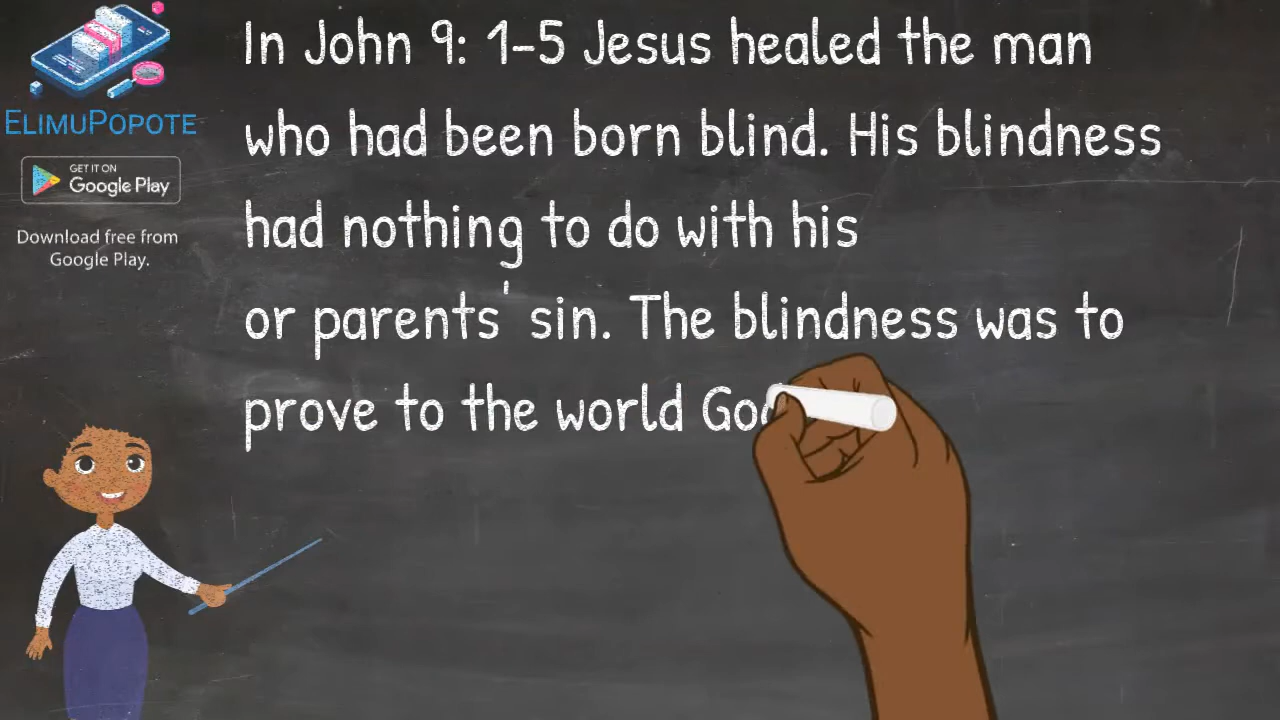 In John 9: 1-5 Jesus healed the man
who had been born blind. His blindness
had nothing to do with his
or parents' sin. The blindness was to
prove to the world
ELIMUPOPOTE
GET IT ON
Google Play
Download free from
Google Play.